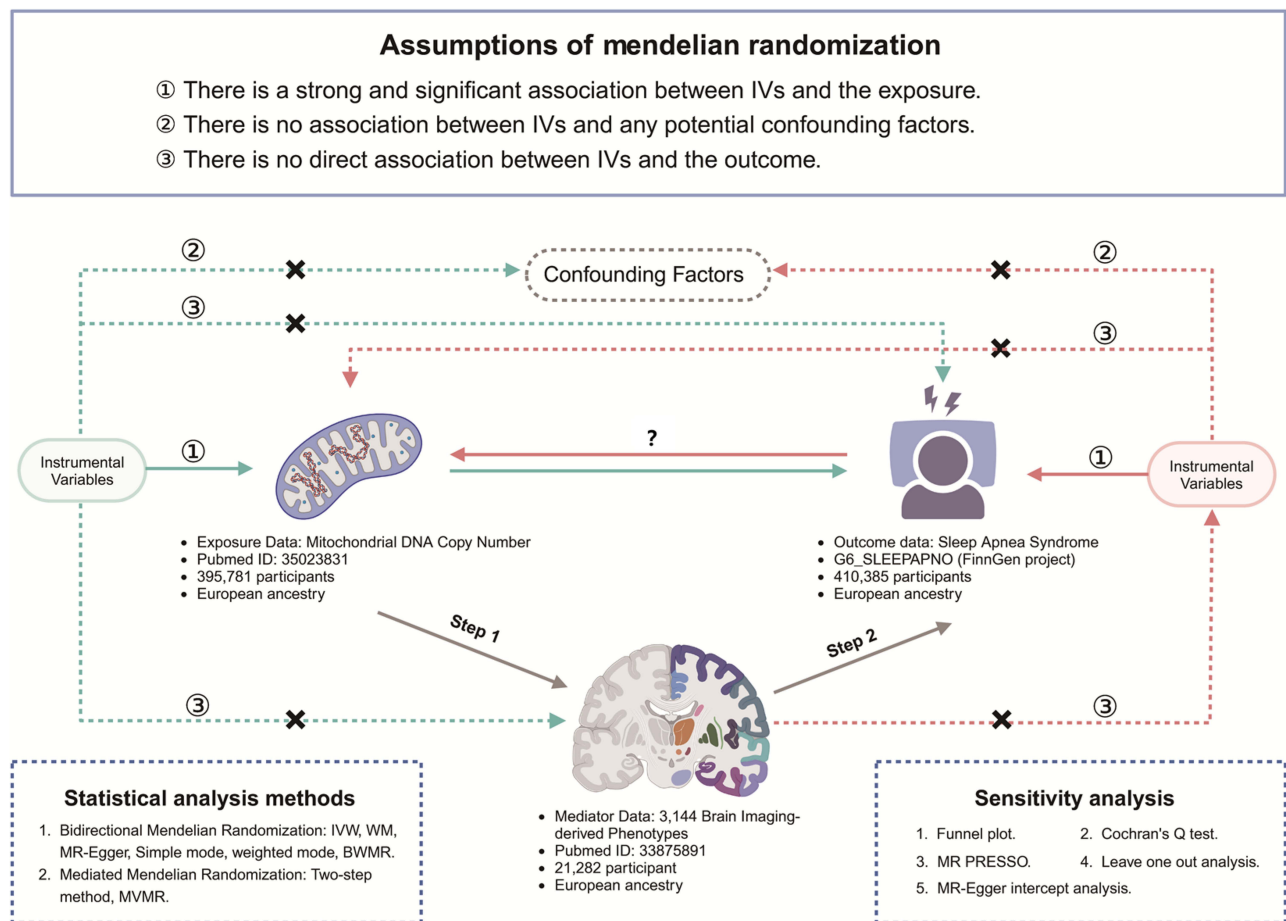 Assumptions of mendelian randomization
① There is a strong and significant association between IVs and the exposure.
② There is no association between IVs and any potential confounding factors.
③ There is no direct association between IVs and the outcome.
②
Confounding Factors
②
③
③
?
Instrumental
Variables
①
①
Instrumental
Variables
• Exposure Data: Mitochondrial DNA Copy Number
• Pubmed ID: 35023831
• 395,781 participants
• European ancestry
• Outcome data: Sleep Apnea Syndrome
• G6_SLEEPAPNO (FinnGen project)
• 410,385 participants
• European ancestry
Step 1
Step 2
③
③
Statistical analysis methods
1. Bidirectional Mendelian Randomization: IVW, WM,
MR-Egger, Simple mode, weighted mode, BWMR.
2. Mediated Mendelian Randomization: Two-step
method, MVMR.
• Mediator Data: 3,144 Brain Imaging-
derived Phenotypes
• Pubmed ID: 33875891
• 21,282 participant
• European ancestry
Sensitivity analysis
1. Funnel plot. 2. Cochran's Q test.
3. MR PRESSO. 4. Leave one out analysis.
5. MR-Egger intercept analysis.